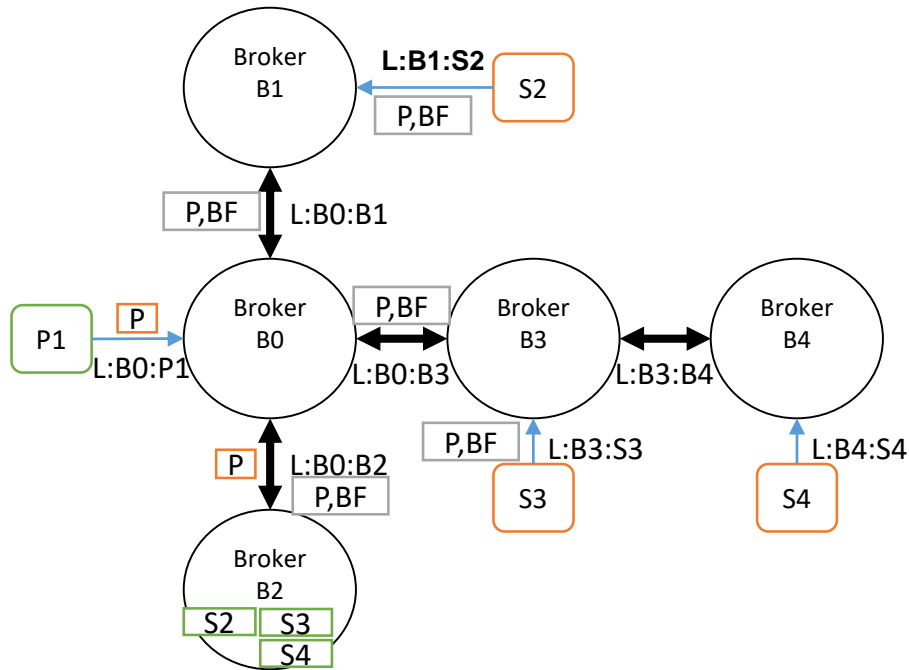 Broker
B1
L:B1:S2
S2
P,BF
P,BF
L:B0:B1
P1
P
L:B0:P1
Broker
B0
P,BF
L:B0:B3
Broker
B3
L:B3:B4
Broker
B4
P
L:B0:B2
P,BF
P,BF
L:B3:S3
S3
L:B4:S4
S4
Broker
B2
S2
S3
S4